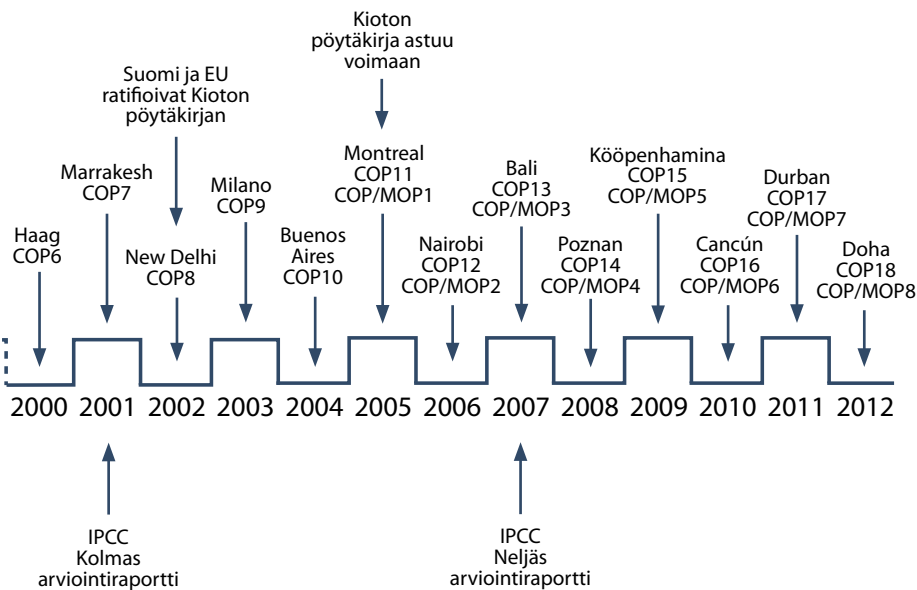 Kioton
pöytäkirja astuu
voimaan
Suomi ja EU
ratifioivat Kioton
pöytäkirjan
Haag
COP6
Marrakesh
COP7
New Delhi
COP8
Milano
COP9
Buenos
Aires
COP10
Montreal
COP11
COP/MOP1
Nairobi
COP12
COP/MOP2
Bali
COP13
COP/MOP3
Poznan
COP14
COP/MOP4
Kööpenhamina
COP15
COP/MOP5
Cancún
COP16
COP/MOP6
Durban
COP17
COP/MOP7
Doha
COP18
COP/MOP8
2000 2001 2002 2003 2004 2005 2006 2007 2008 2009 2010 2011 2012
IPCC
Kolmas
arviointiraportti
IPCC
Neljäs
arviointiraportti